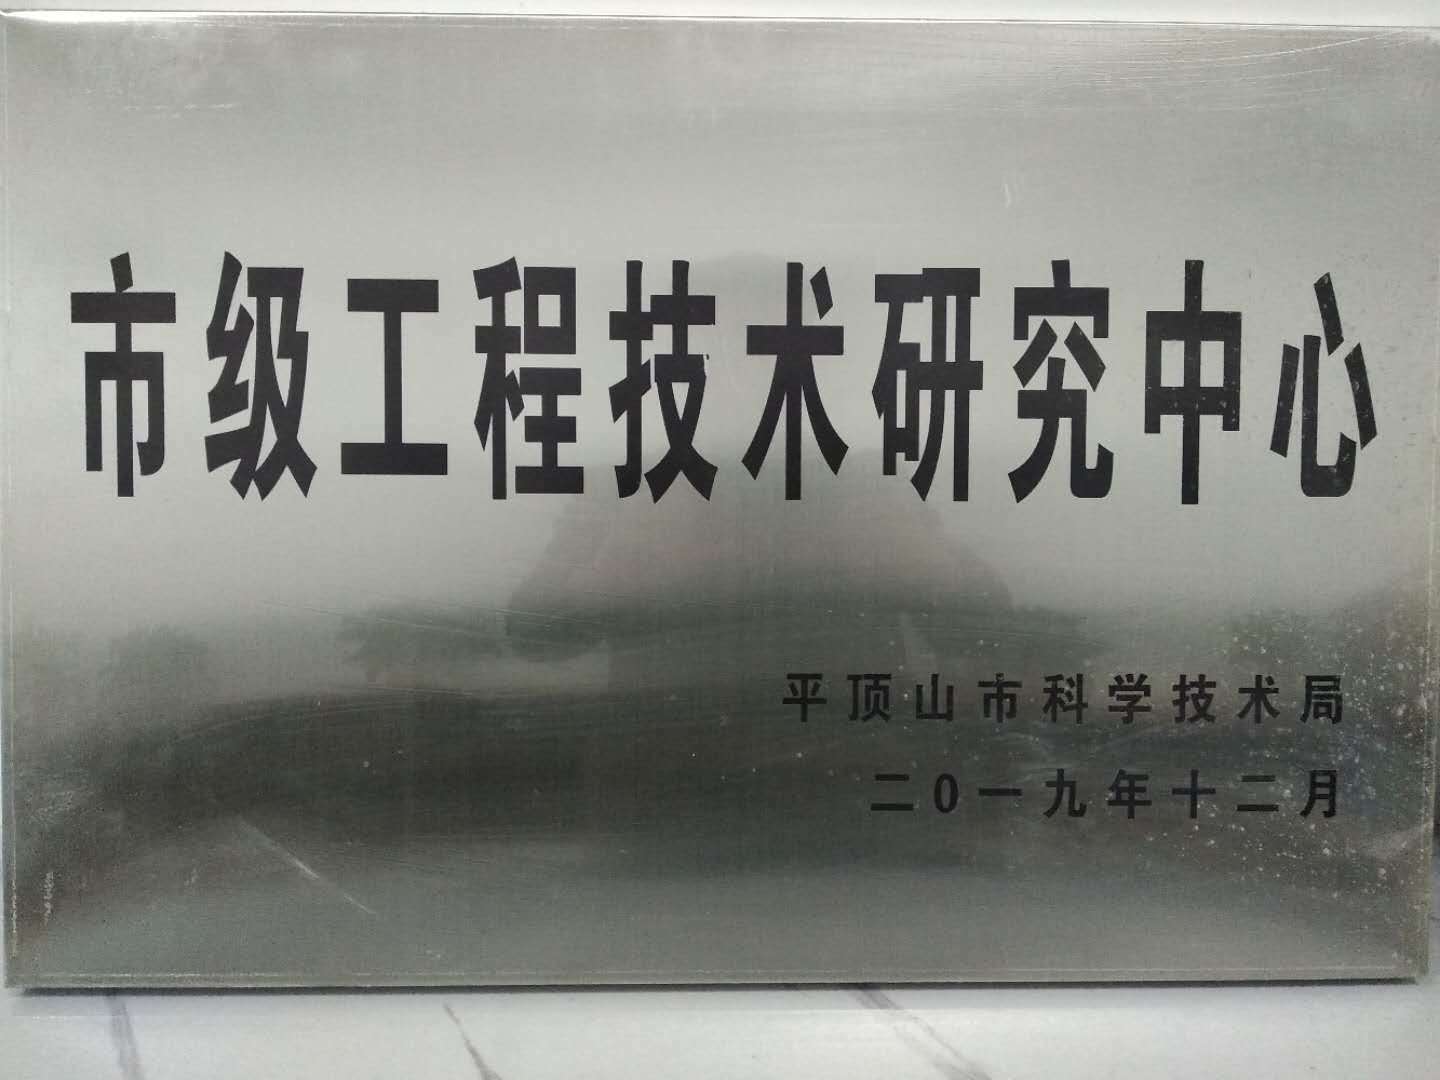 市级工程技术研究中心
平顶山市科学技术局
二0一九年十二月